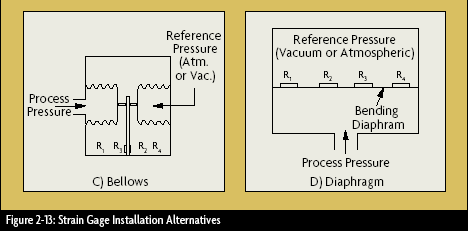 Reference
Pressure
(Atm.
or Vac.)
Process
Pressure
R1 R3 R2 R4
C) Bellows
Reference Pressure
(Vacuum or Atmospheric)
R1 R2 R3 R4
Bending
Diaphram
Process Pressure
D) Diaphragm
Figure 2-13: Strain Gage Installation Alternatives